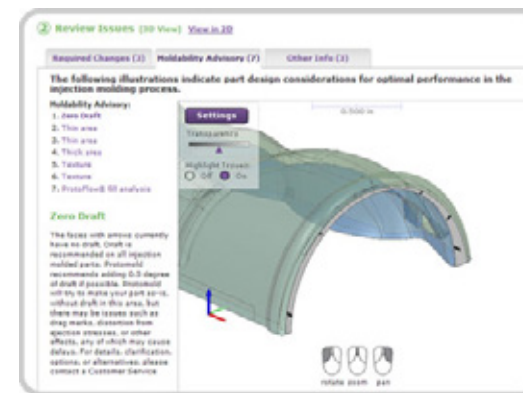 2 Review Issues (3D View) View in 2D
Required Changes (2) Moldability Advisory (7) Other Info (3)
The following illustrations indicate part design considerations for optimal performance in the
injection molding process.
Moldability Advisory:
1. Zero Draft
2. Thin area
3. Thin area
4. Thick area
5. Texture
6. Texture
7. ProtoFlow® fill analysis
Settings
Transparency
Highlight Issues:
Off On
0.500 in
Zero Draft
The faces with arrows currently
have no draft. Draft is
recommended on all injection
molded parts. Protomold
recommends adding 0.5 degree
of draft if possible. Protomold
will try to make your part as-is,
without draft in this area, but
there may be issues such as
drag marks, distortion from
ejection stresses, or other
effects, any of which may cause
delays. For details, clarification,
options, or alternatives, please
contact a Customer Service
rotate zoom pan